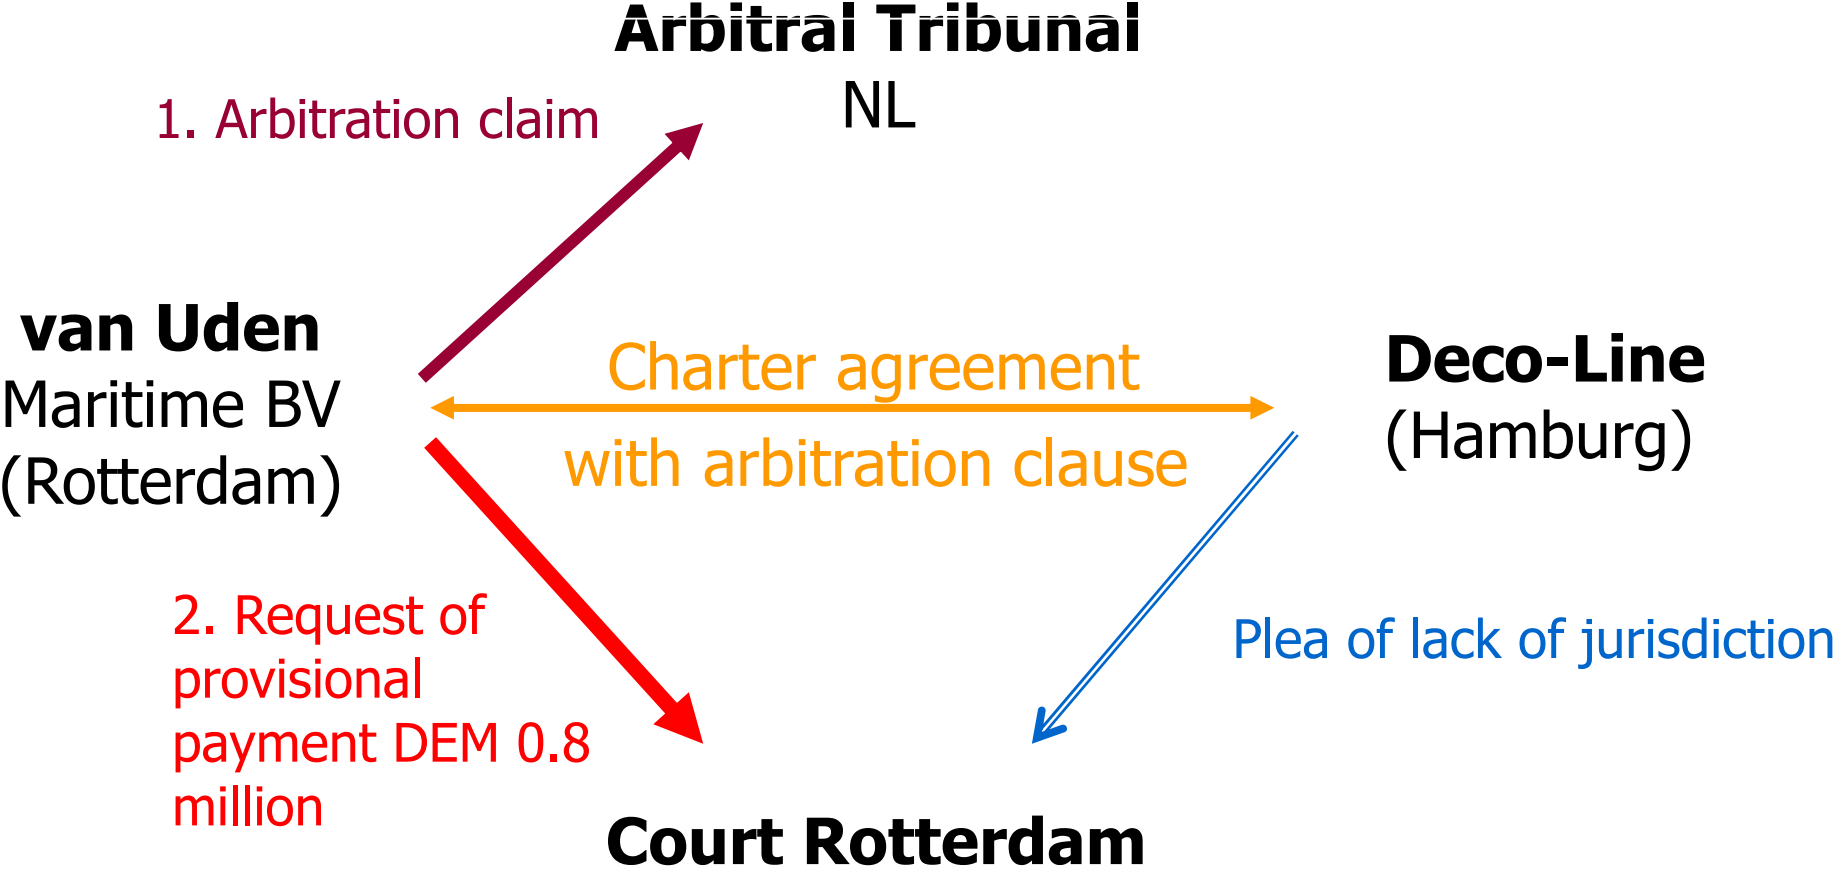 Arbitral Tribunal
NL
1. Arbitration claim
van Uden
Maritime BV
(Rotterdam)
Charter agreement
with arbitration clause
Deco-Line
(Hamburg)
2. Request of
provisional
payment DEM 0.8
million
Plea of lack of jurisdiction
Court Rotterdam